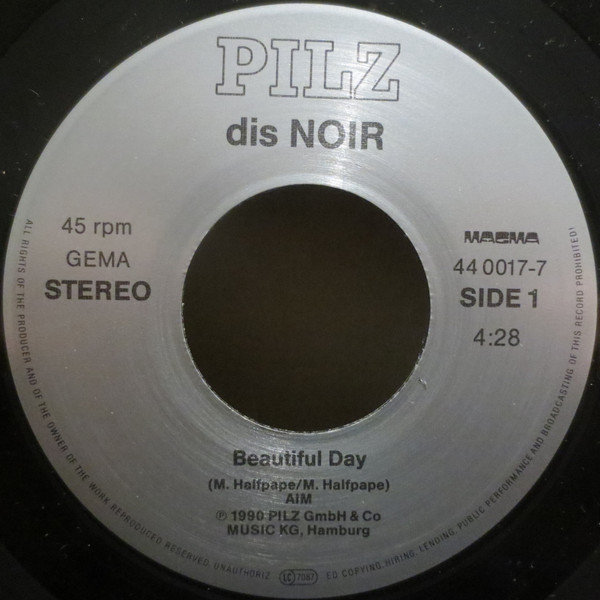 PILZ
dis NOIR
45 rpm
GEMA
STEREO
MAGMA
44 0017-7
SIDE 1
4:28
Beautiful Day
(M. Halfpape/M. Halfpape)
AIM
℗ 1990 PILZ GmbH & Co
MUSIC KG, Hamburg
ALL RIGHTS OF THE PRODUCER AND OF THE OWNER OF THE WORK REPRODUCED RESERVED. UNAUTHORIZ LC 7087 ED COPYING, HIRING, LENDING, PUBLIC PERFORMANCE AND BROADCASTING OF THIS RECORD PROHIBITED!